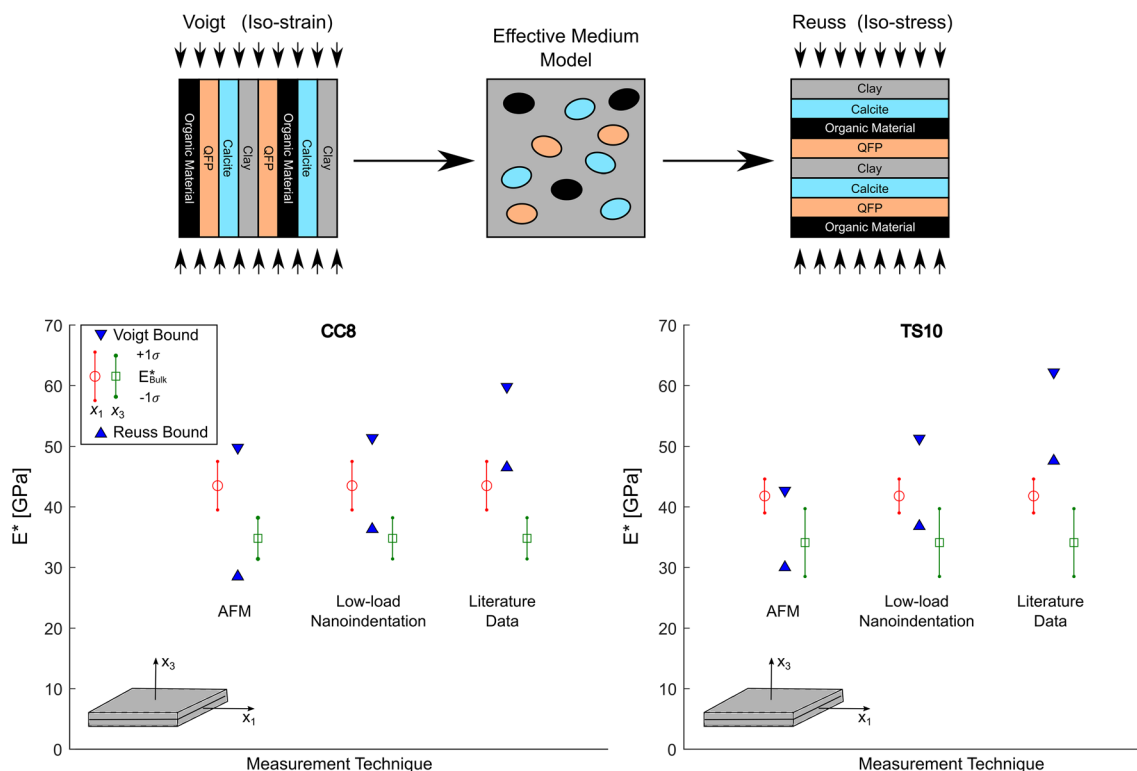 Voigt (Iso-strain)
Effective Medium
Model
Reuss (Iso-stress)
Organic Material
QFP
Calcite
Clay
QFP
Organic Material
Calcite
Clay
Clay
Calcite
Organic Material
QFP
Clay
Calcite
QFP
Organic Material
CC8
70
60
50
40
30
20
10
0
E* [GPa]
Voigt Bound
+1σ
E*Bulk
-1σ
x1 x3
Reuss Bound
AFM
Low-load
Nanoindentation
Literature
Data
x3
x1
Measurement Technique
TS10
70
60
50
40
30
20
10
0
E* [GPa]
AFM
Low-load
Nanoindentation
Literature
Data
x3
x1
Measurement Technique